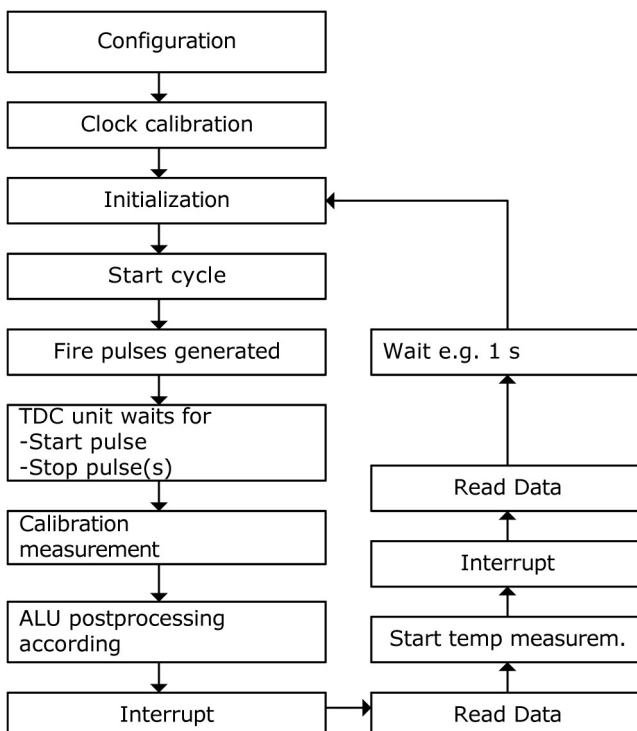 Configuration
Clock calibration
Initialization
Start cycle
Fire pulses generated
TDC unit waits for
-Start pulse
-Stop pulse(s)
Calibration
measurement
ALU postprocessing
according
Interrupt
Read Data
Start temp measurem.
Interrupt
Read Data
Wait e.g. 1 s